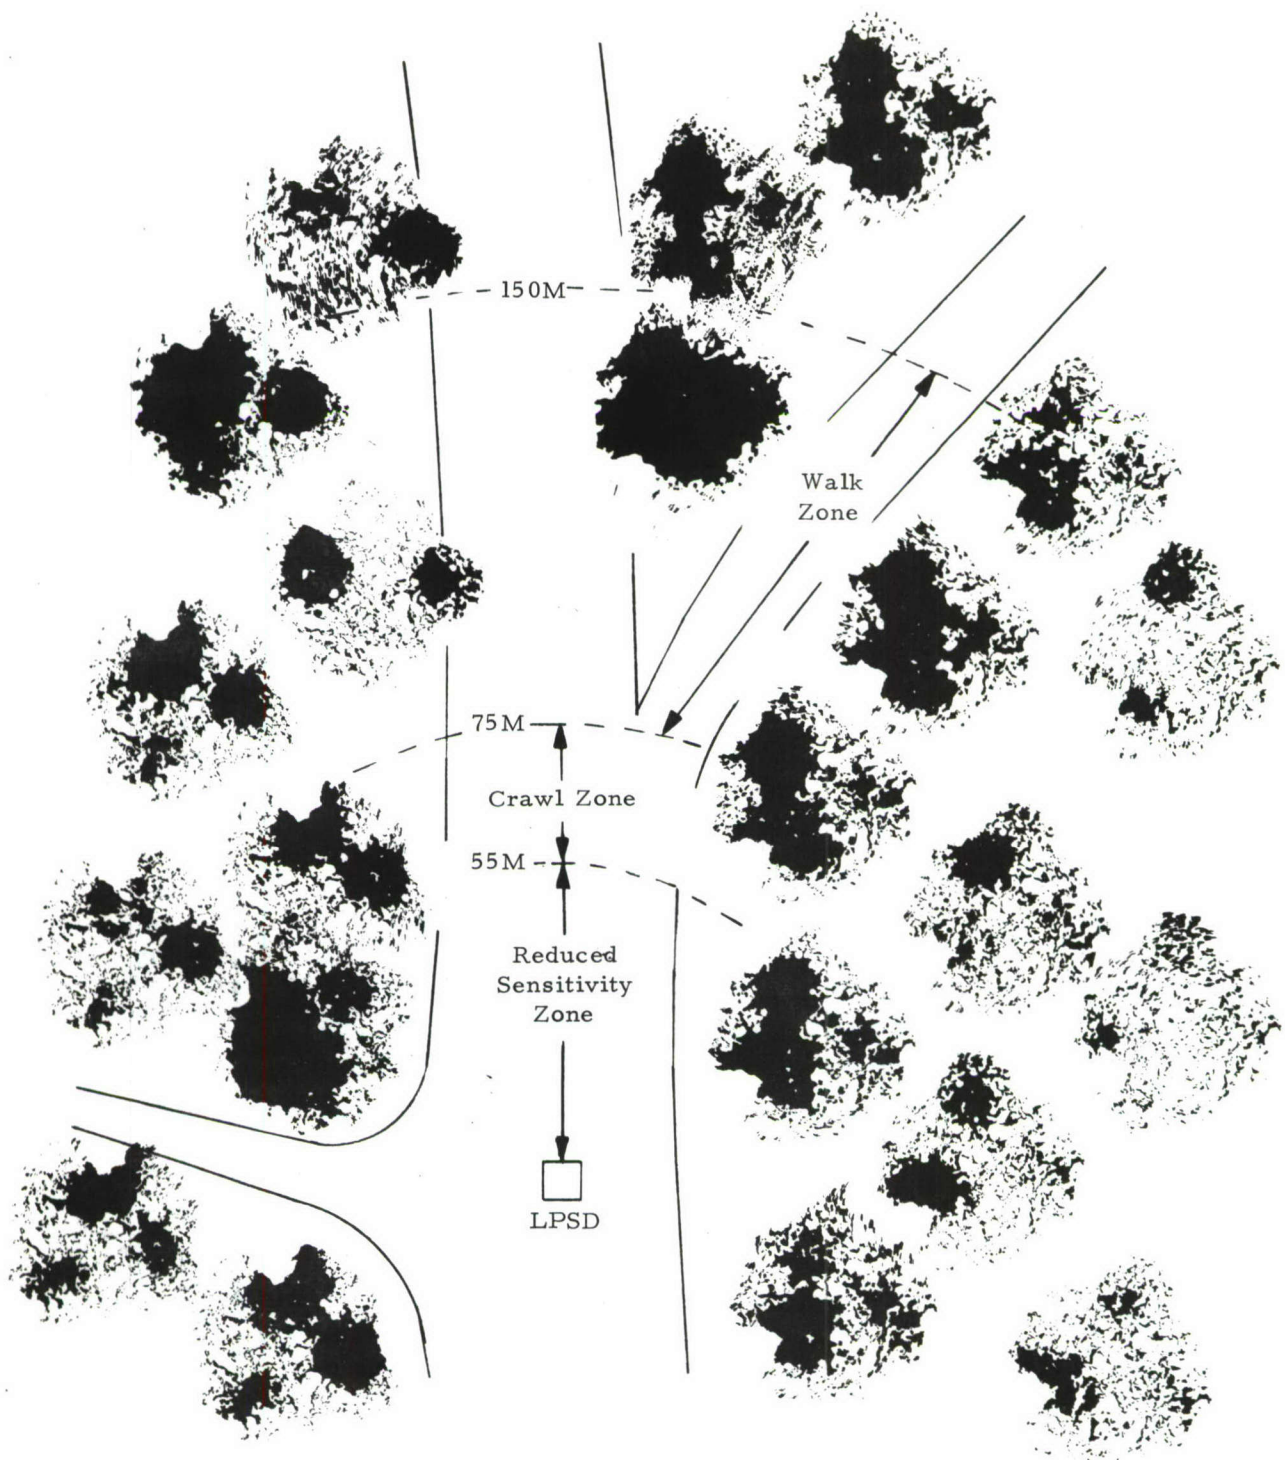 150M
Walk
Zone
75M
Crawl Zone
55M
Reduced
Sensitivity
Zone
LPSD